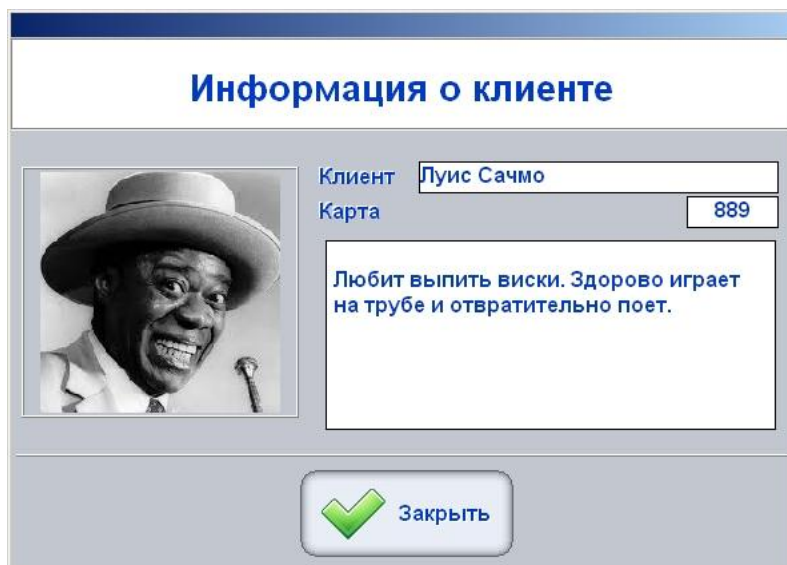 Информация о клиенте
Клиент Луис Сачмо
Карта 889
Любит выпить виски. Здорово играет
на трубе и отвратительно поет.
Закрыть